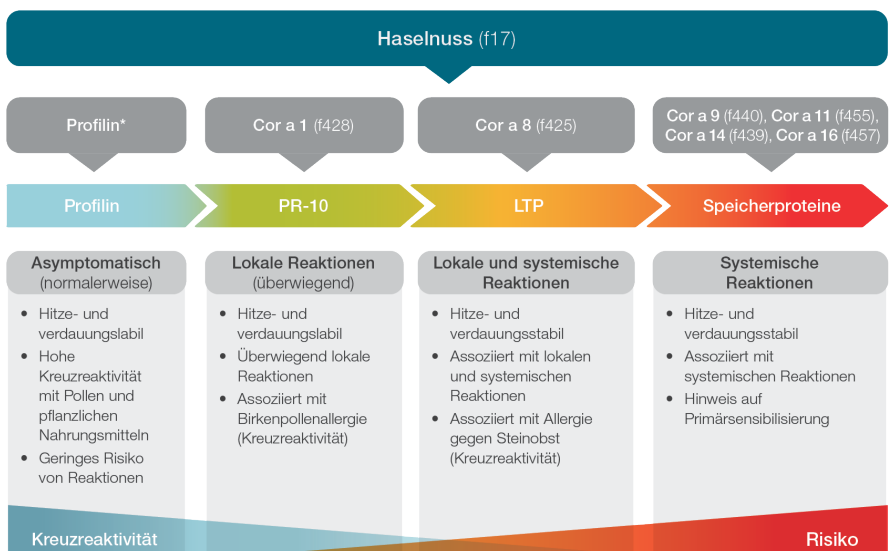 Haselnuss (f17)
Profilin*
Cor a 1 (f428)
Cor a 8 (f425)
Cor a 9 (f440), Cor a 11 (f455),
Cor a 14 (f439), Cor a 16 (f457)
Profilin
PR-10
LTP
Speicherproteine
Asymptomatisch
(normalerweise)
• Hitze- und
verdauungslabil
• Hohe
Kreuzreaktivität
mit Pollen und
pflanzlichen
Nahrungsmitteln
• Geringes Risiko
von Reaktionen
Lokale Reaktionen
(überwiegend)
• Hitze- und
verdauungslabil
• Überwiegend lokale
Reaktionen
• Assoziiert mit
Birkenpollenallergie
(Kreuzreaktivität)
Lokale und systemische
Reaktionen
• Hitze- und
verdauungsstabil
• Assoziiert mit lokalen
und systemischen
Reaktionen
• Assoziiert mit Allergie
gegen Steinobst
(Kreuzreaktivität)
Systemische
Reaktionen
• Hitze- und
verdauungsstabil
• Assoziiert mit
systemischen Reaktionen
• Hinweis auf
Primärsensibilisierung
Kreuzreaktivität
Risiko